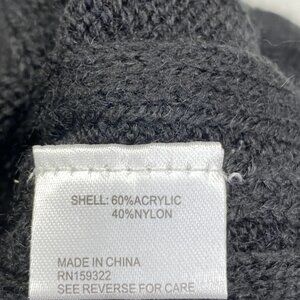 SHELL: 60%ACRYLIC
40%NYLON
MADE IN CHINA
RN159322
SEE REVERSE FOR CARE